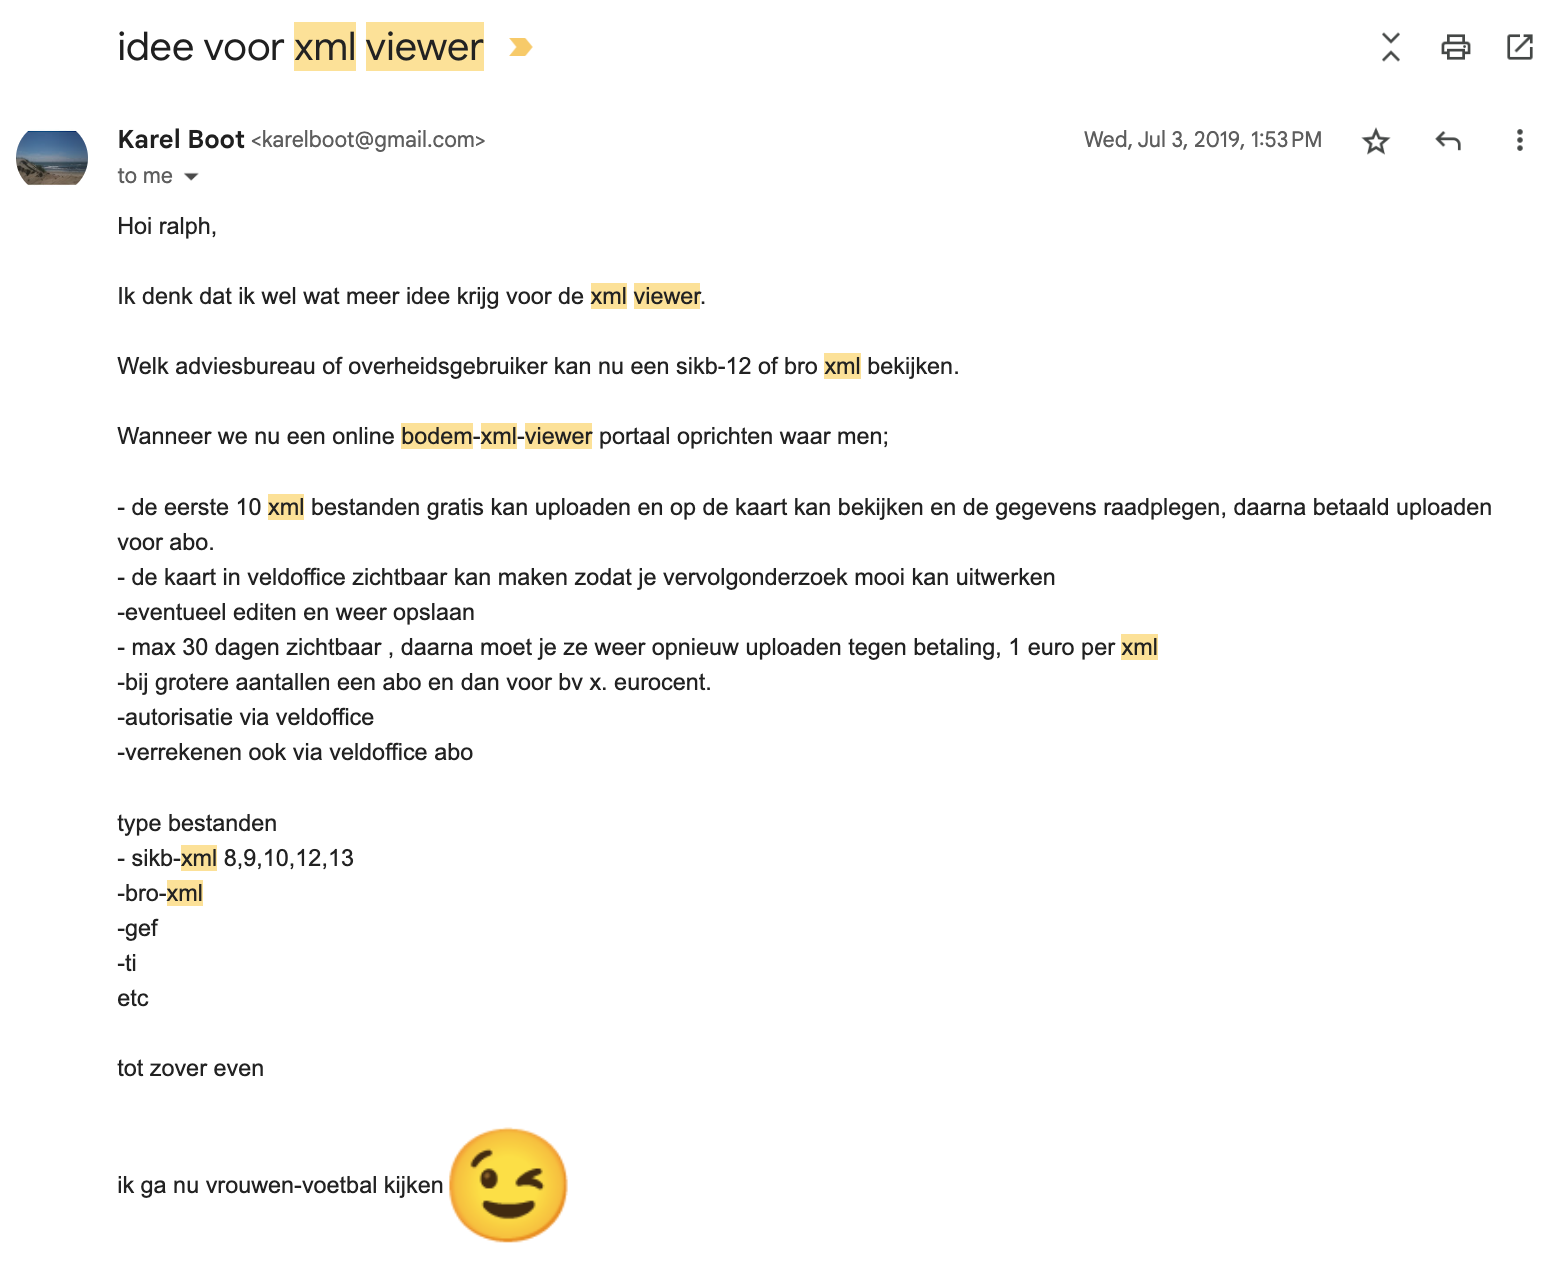 idee voor xml viewer
Karel Boot <karelboot@gmail.com>
Wed, Jul 3, 2019, 1:53 PM
to me
Hoi ralph,
Ik denk dat ik wel wat meer idee krijg voor de xml viewer.
Welk adviesbureau of overheidsgebruiker kan nu een sikb-12 of bro xml bekijken.
Wanneer we nu een online bodem-xml-viewer portaal oprichten waar men;
- de eerste 10 xml bestanden gratis kan uploaden en op de kaart kan bekijken en de gegevens raadplegen, daarna betaald uploaden
voor abo.
- de kaart in veldoffice zichtbaar kan maken zodat je vervolgonderzoek mooi kan uitwerken
-eventueel editen en weer opslaan
- max 30 dagen zichtbaar , daarna moet je ze weer opnieuw uploaden tegen betaling, 1 euro per xml
-bij grotere aantallen een abo en dan voor bv x. eurocent.
-autorisatie via veldoffice
-verrekenen ook via veldoffice abo
type bestanden
- sikb-xml 8,9,10,12,13
-bro-xml
-gef
-ti
etc
tot zover even
ik ga nu vrouwen-voetbal kijken